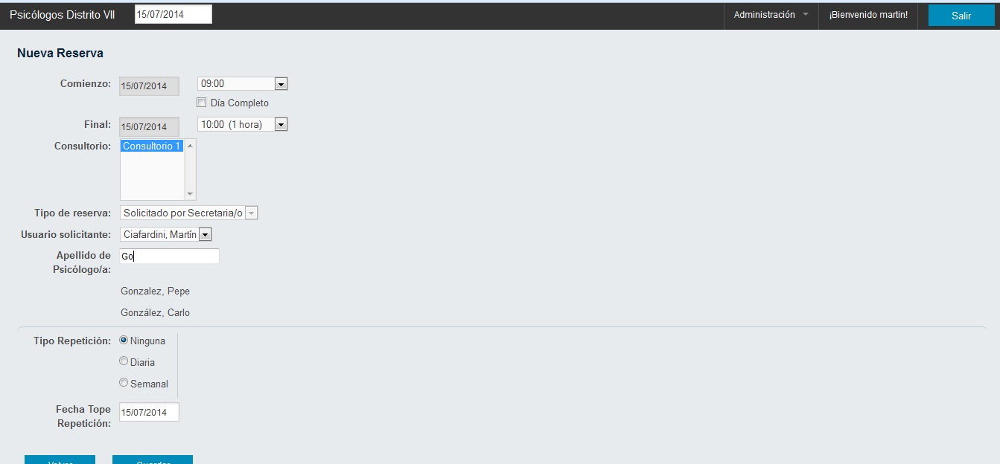 Psicólogos Distrito VII 15/07/2014 Administración ¡Bienvenido martin! Salir
Nueva Reserva
Comienzo: 15/07/2014 09:00
Día Completo
Final: 15/07/2014 10:00 (1 hora)
Consultorio: Consultorio 1
Tipo de reserva: Solicitado por Secretaria/o
Usuario solicitante: Ciafardini, Martín
Apellido de Psicólogo/a: Go
Gonzalez, Pepe
González, Carlo
Tipo Repetición: Ninguna
Diaria
Semanal
Fecha Tope Repetición: 15/07/2014